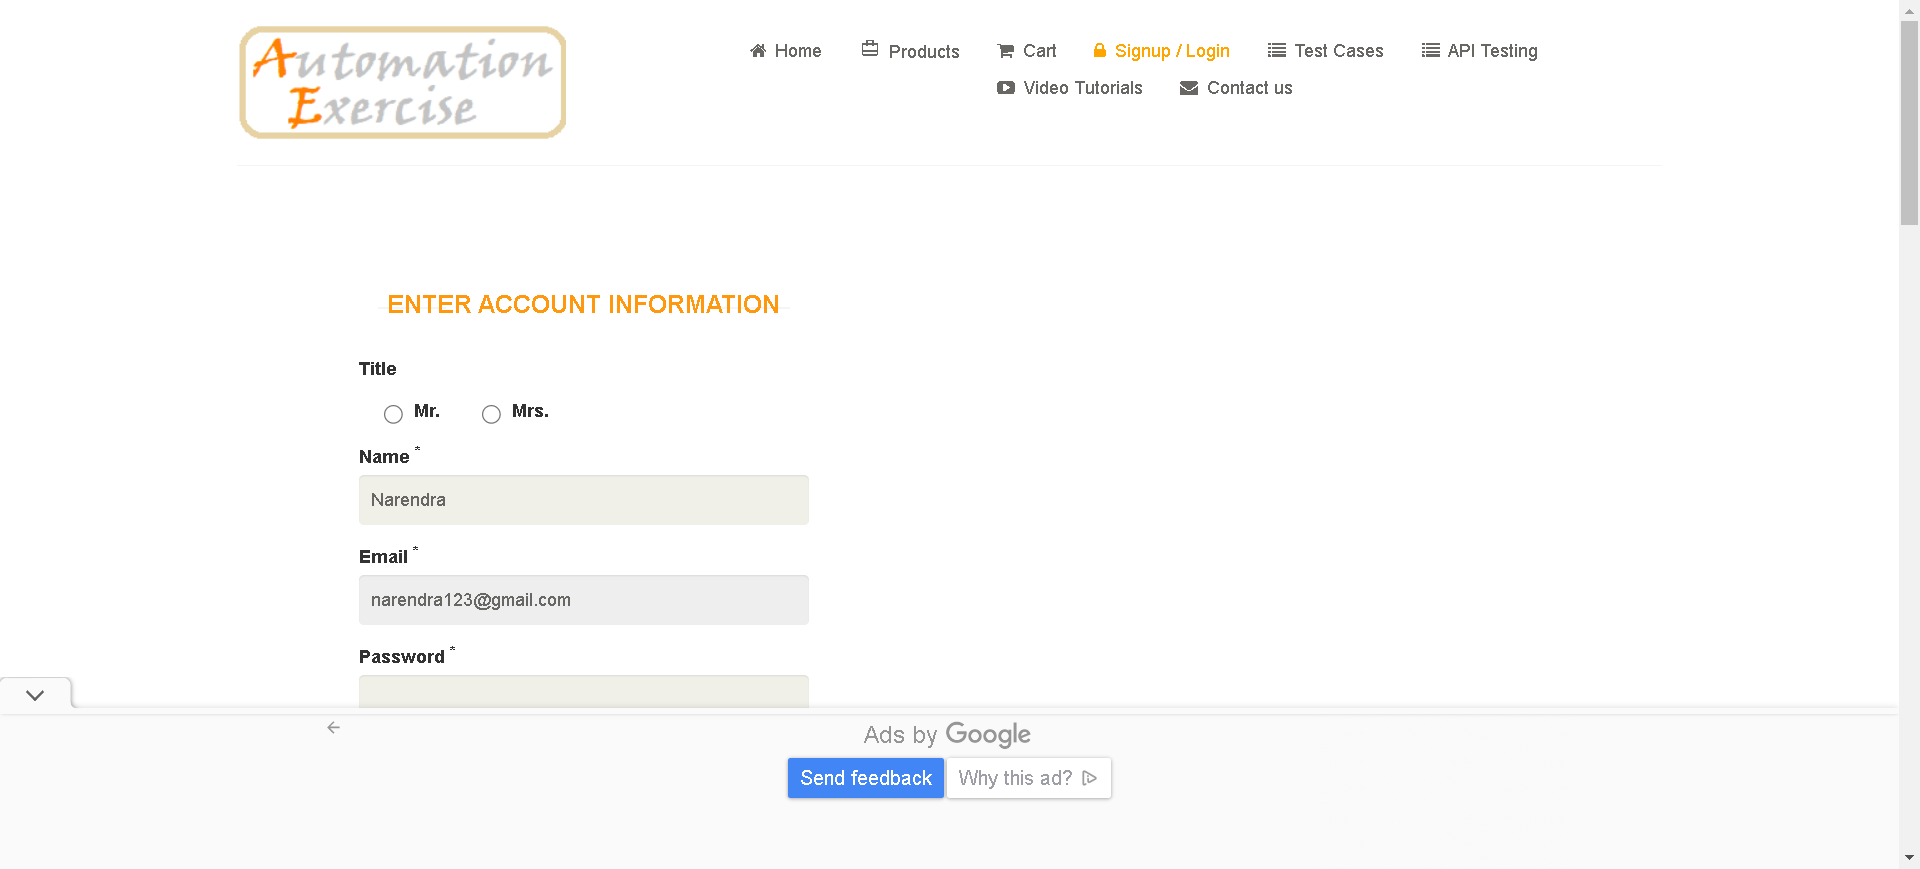 Automation
Exercise
Home Products Cart Signup / Login Test Cases API Testing
Video Tutorials Contact us
ENTER ACCOUNT INFORMATION
Title
Mr. Mrs.
Name *
Narendra
Email *
narendra123@gmail.com
Password *
Ads by Google
Send feedback Why this ad?